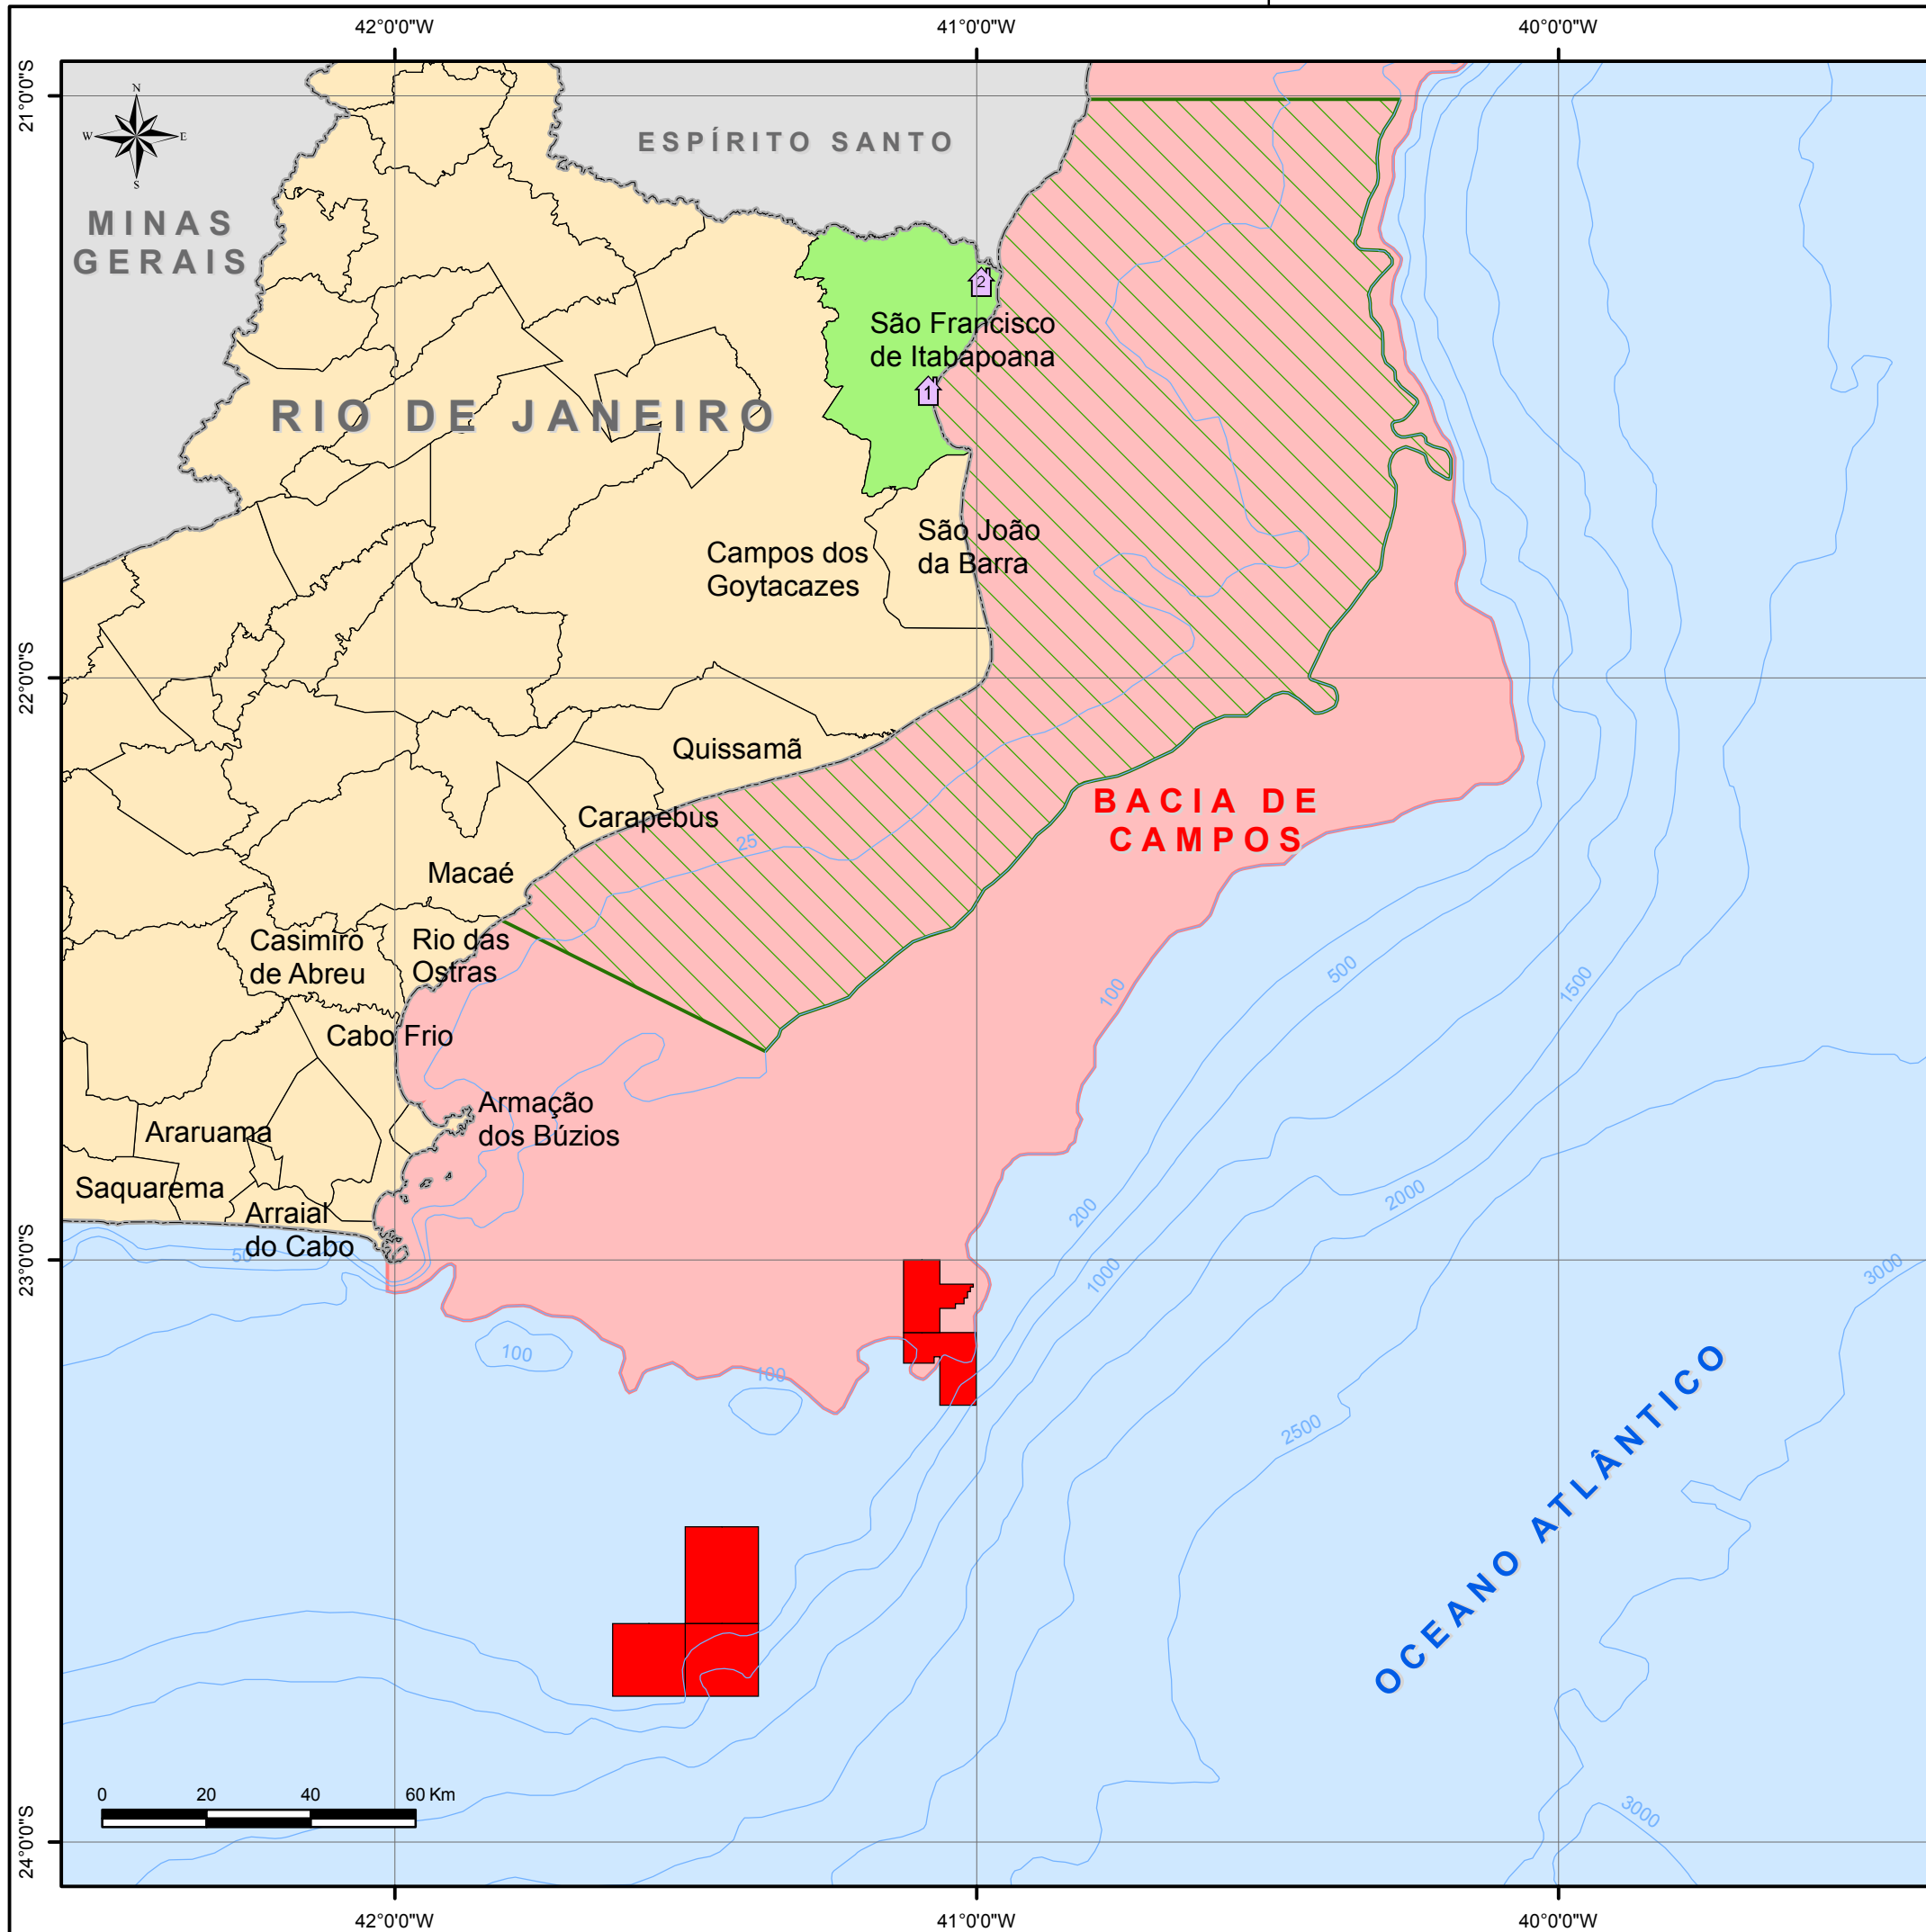 42°0'0"W
41°0'0"W
40°0'0"W
21°0'0"S
N
W
E
S
ESPÍRITO SANTO
MINAS
GERAIS
2
São Francisco
de Itabapoana
1
RIO DE JANEIRO
São João
da Barra
Campos dos
Goytacazes
22°0'0"S
Quissamã
BACIA DE
CAMPOS
Carapebus
25
Macaé
Casimiro
de Abreu
Rio das
Ostras
100
500
1500
Cabo Frio
Armação
dos Búzios
Araruama
Saquarema
Arraial
do Cabo
50
200
2000
1000
3000
23°0'0"S
100
100
2500
OCEANO ATLÂNTICO
0
20
40
60 Km
3000
24°0'0"S
42°0'0"W
41°0'0"W
40°0'0"W